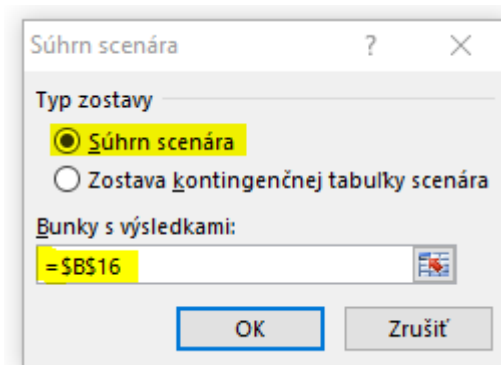 Súhrn scenára ?
Typ zostavy
Súhrn scenára
Zostava kontingenčnej tabuľky scenára
Bunky s výsledkami:
=$B$16
OK Zrušiť